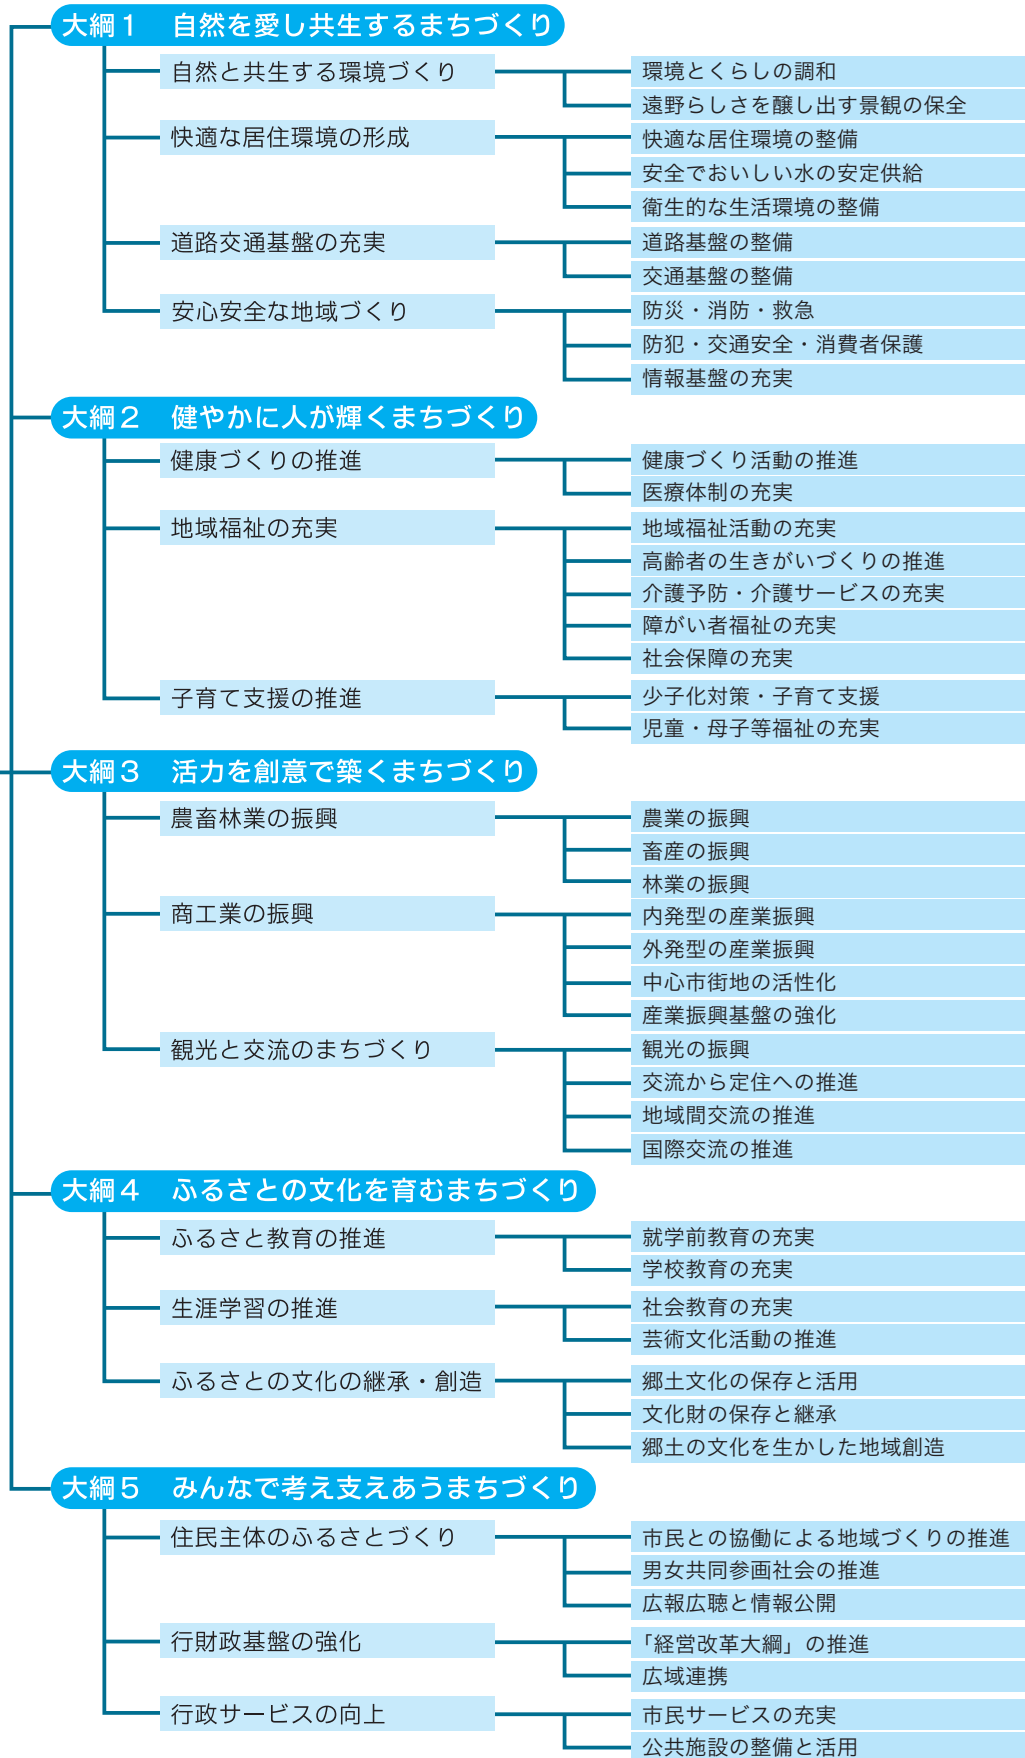 大綱1　自然を愛し共生するまちづくり
自然と共生する環境づくり
環境とくらしの調和
遠野らしさを醸し出す景観の保全
快適な居住環境の形成
快適な居住環境の整備
安全でおいしい水の安定供給
衛生的な生活環境の整備
道路交通基盤の充実
道路基盤の整備
交通基盤の整備
安心安全な地域づくり
防災・消防・救急
防犯・交通安全・消費者保護
情報基盤の充実
大綱2　健やかに人が輝くまちづくり
健康づくりの推進
健康づくり活動の推進
医療体制の充実
地域福祉の充実
地域福祉活動の充実
高齢者の生きがいづくりの推進
介護予防・介護サービスの充実
障がい者福祉の充実
社会保障の充実
子育て支援の推進
少子化対策・子育て支援
児童・母子等福祉の充実
大綱3　活力を創意で築くまちづくり
農畜林業の振興
農業の振興
畜産の振興
林業の振興
商工業の振興
内発型の産業振興
外発型の産業振興
中心市街地の活性化
産業振興基盤の強化
観光と交流のまちづくり
観光の振興
交流から定住への推進
地域間交流の推進
国際交流の推進
大綱4　ふるさとの文化を育むまちづくり
ふるさと教育の推進
就学前教育の充実
学校教育の充実
生涯学習の推進
社会教育の充実
芸術文化活動の推進
ふるさとの文化の継承・創造
郷土文化の保存と活用
文化財の保存と継承
郷土の文化を生かした地域創造
大綱5　みんなで考え支えあうまちづくり
住民主体のふるさとづくり
市民との協働による地域づくりの推進
男女共同参画社会の推進
広報広聴と情報公開
行財政基盤の強化
「経営改革大綱」の推進
広域連携
行政サービスの向上
市民サービスの充実
公共施設の整備と活用